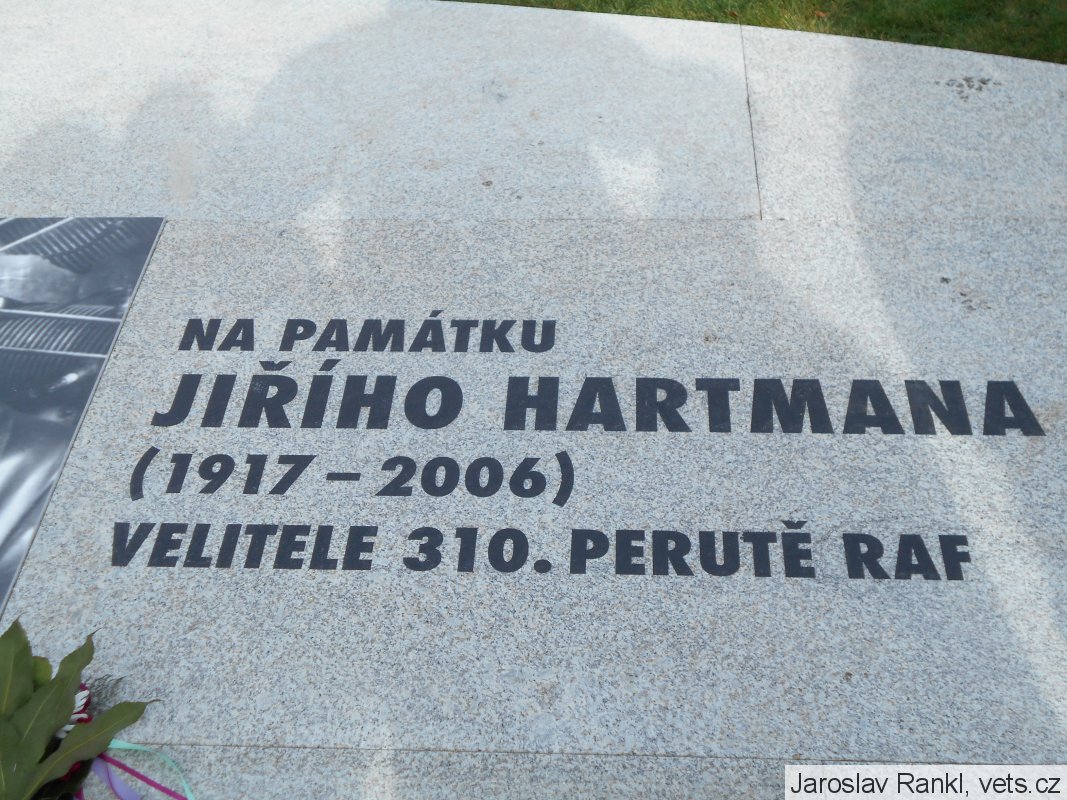 NA PAMÁTKU
JIŘÍHO HARTMANA
(1917 – 2006)
VELITELE 310. PERUTĚ RAF
Jaroslav Rankl, vets.cz